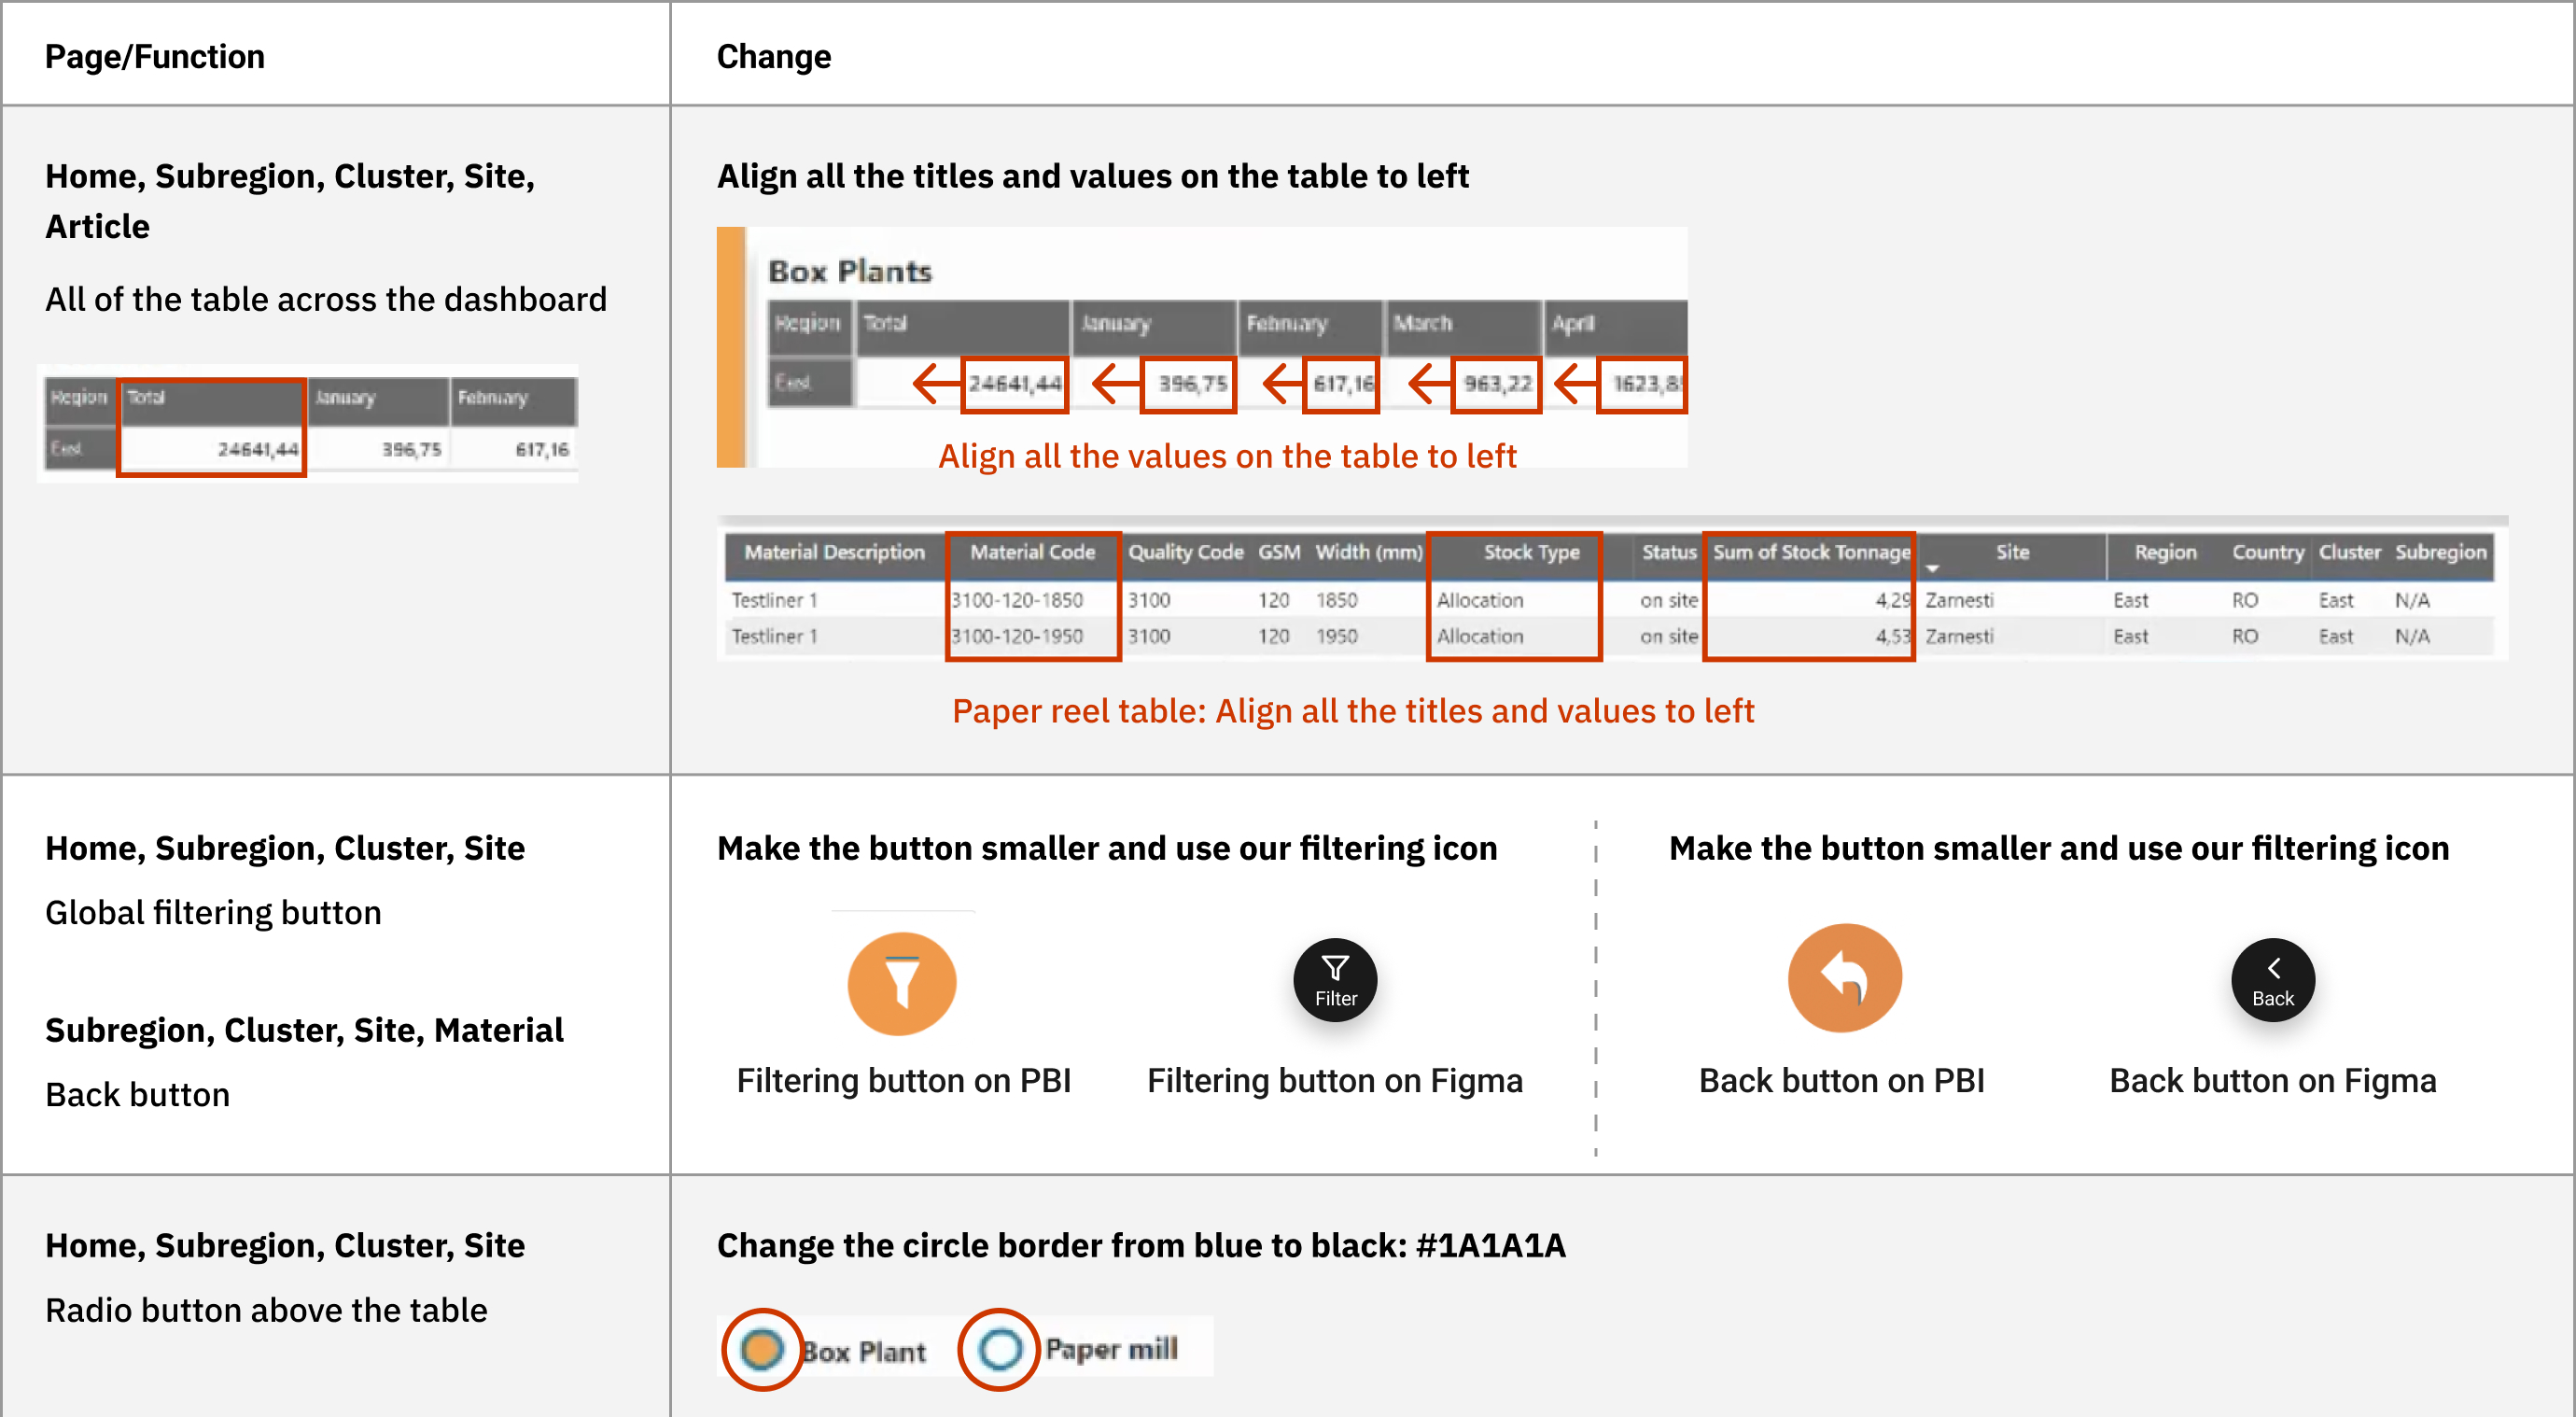 Page/Function
Change
Home, Subregion, Cluster, Site,
Article
All of the table across the dashboard
Region Total January February
East 24641,44 396,75 617,16
Align all the titles and values on the table to left
Box Plants
Region Total January February March April
East 24641,44 396,75 617,16 963,22 1623,8
Align all the values on the table to left
Material Description Material Code Quality Code GSM Width (mm) Stock Type Status Sum of Stock Tonnage Site Region Country Cluster Subregion
Testliner 1 3100-120-1850 3100 120 1850 Allocation on site 4,29 Zarnesti East RO East N/A
Testliner 1 3100-120-1950 3100 120 1950 Allocation on site 4,53 Zarnesti East RO East N/A
Paper reel table: Align all the titles and values to left
Home, Subregion, Cluster, Site
Global filtering button
Subregion, Cluster, Site, Material
Back button
Make the button smaller and use our filtering icon
Filter
Filtering button on PBI
Filtering button on Figma
Make the button smaller and use our filtering icon
Back
Back button on PBI
Back button on Figma
Home, Subregion, Cluster, Site
Radio button above the table
Change the circle border from blue to black: #1A1A1A
Box Plant
Paper mill